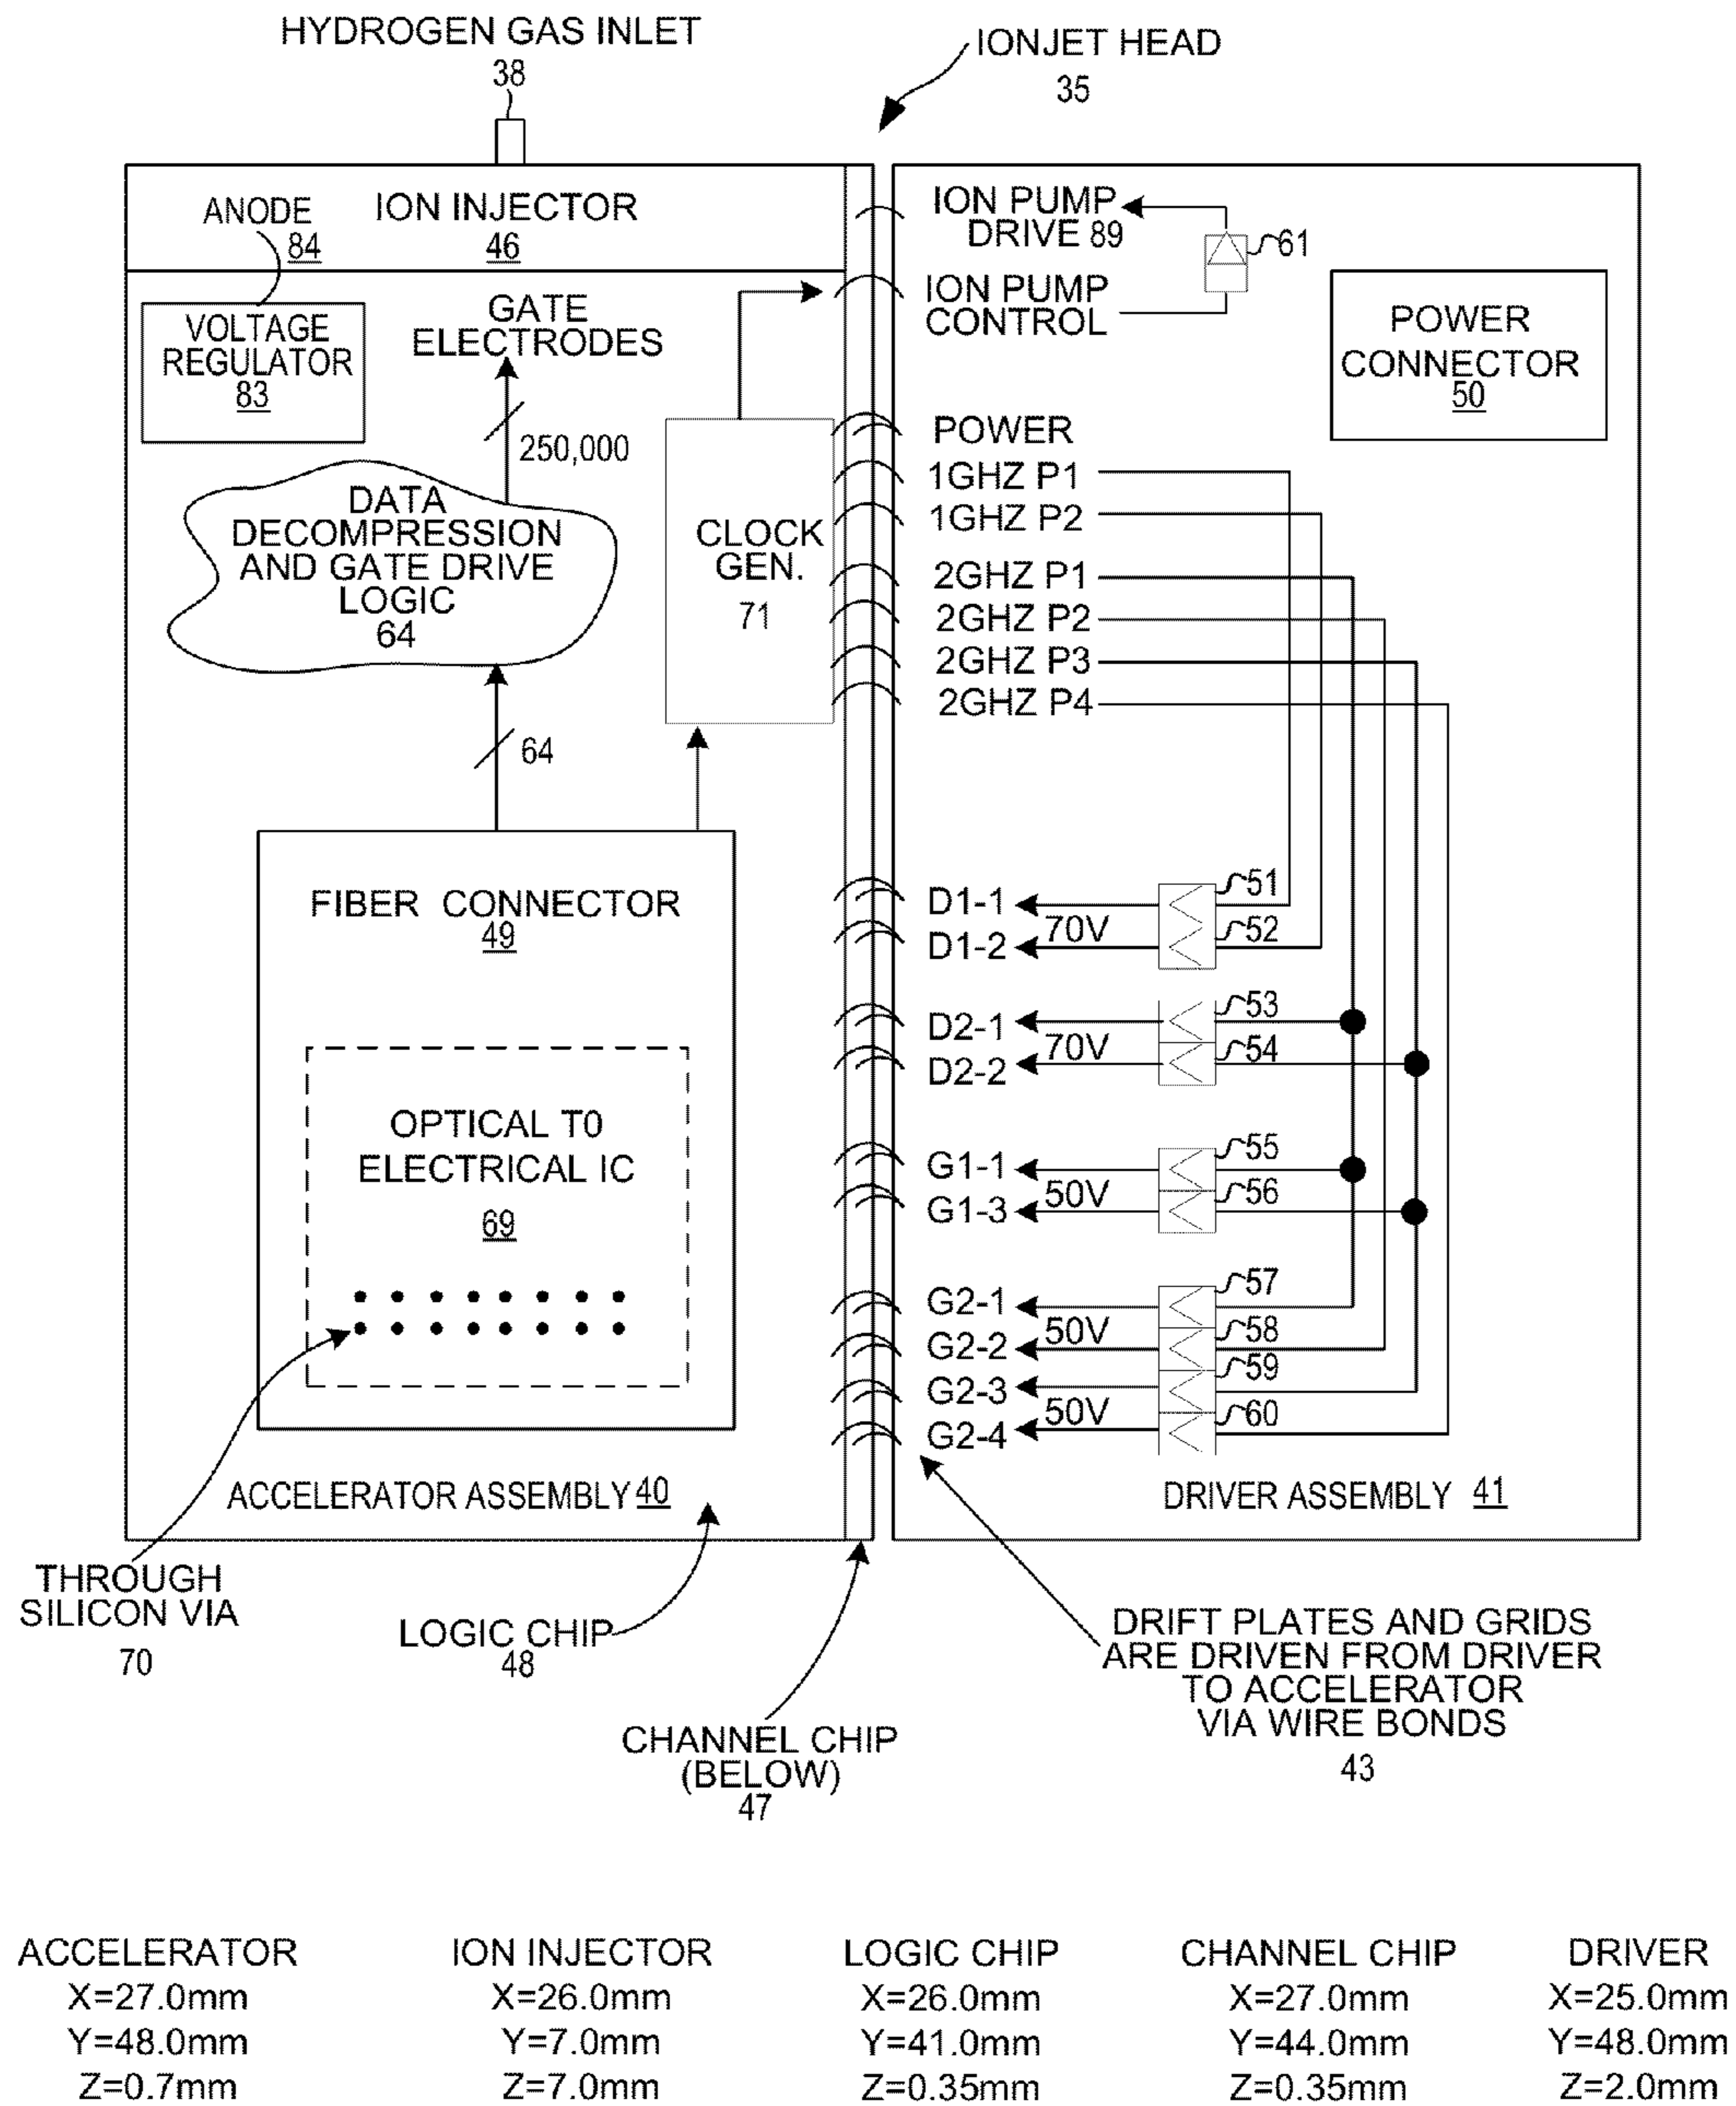 HYDROGEN GAS INLET
38
IONJET HEAD
35
ANODE
84
ION INJECTOR
46
VOLTAGE
REGULATOR
83
GATE
ELECTRODES
250,000
DATA
DECOMPRESSION
AND GATE DRIVE
LOGIC
64
64
CLOCK
GEN.
71
FIBER CONNECTOR
49
OPTICAL T0
ELECTRICAL IC
69
ACCELERATOR ASSEMBLY 40
ION PUMP
DRIVE 89
61
ION PUMP
CONTROL
POWER
CONNECTOR
50
POWER
1GHZ P1
1GHZ P2
2GHZ P1
2GHZ P2
2GHZ P3
2GHZ P4
D1-1
51
70V
D1-2
52
D2-1
53
70V
D2-2
54
G1-1
55
50V
G1-3
56
G2-1
57
50V
G2-2
58
G2-3
59
50V
G2-4
60
DRIVER ASSEMBLY 41
THROUGH
SILICON VIA
70
LOGIC CHIP
48
CHANNEL CHIP
(BELOW)
47
DRIFT PLATES AND GRIDS
ARE DRIVEN FROM DRIVER
TO ACCELERATOR
VIA WIRE BONDS
43
ACCELERATOR
X=27.0mm
Y=48.0mm
Z=0.7mm
ION INJECTOR
X=26.0mm
Y=7.0mm
Z=7.0mm
LOGIC CHIP
X=26.0mm
Y=41.0mm
Z=0.35mm
CHANNEL CHIP
X=27.0mm
Y=44.0mm
Z=0.35mm
DRIVER
X=25.0mm
Y=48.0mm
Z=2.0mm